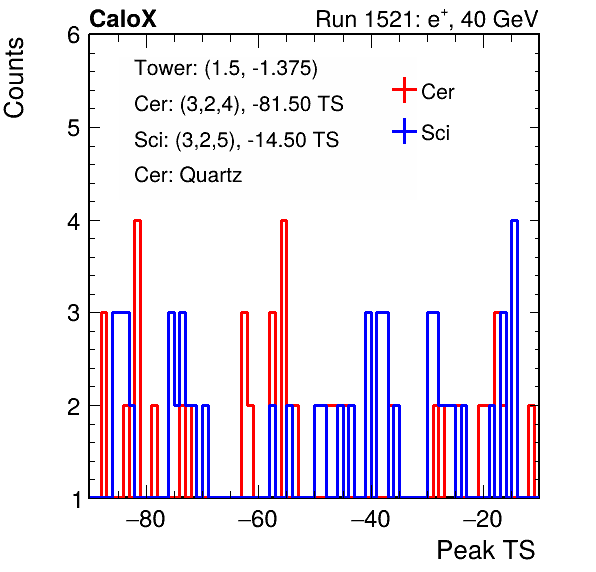 CaloX Run 1521: e⁺, 40 GeV
Counts
6
5
4
3
2
1
Tower: (1.5, -1.375)
Cer: (3,2,4), -81.50 TS
Sci: (3,2,5), -14.50 TS
Cer: Quartz
Cer
Sci
−80 −60 −40 −20
Peak TS